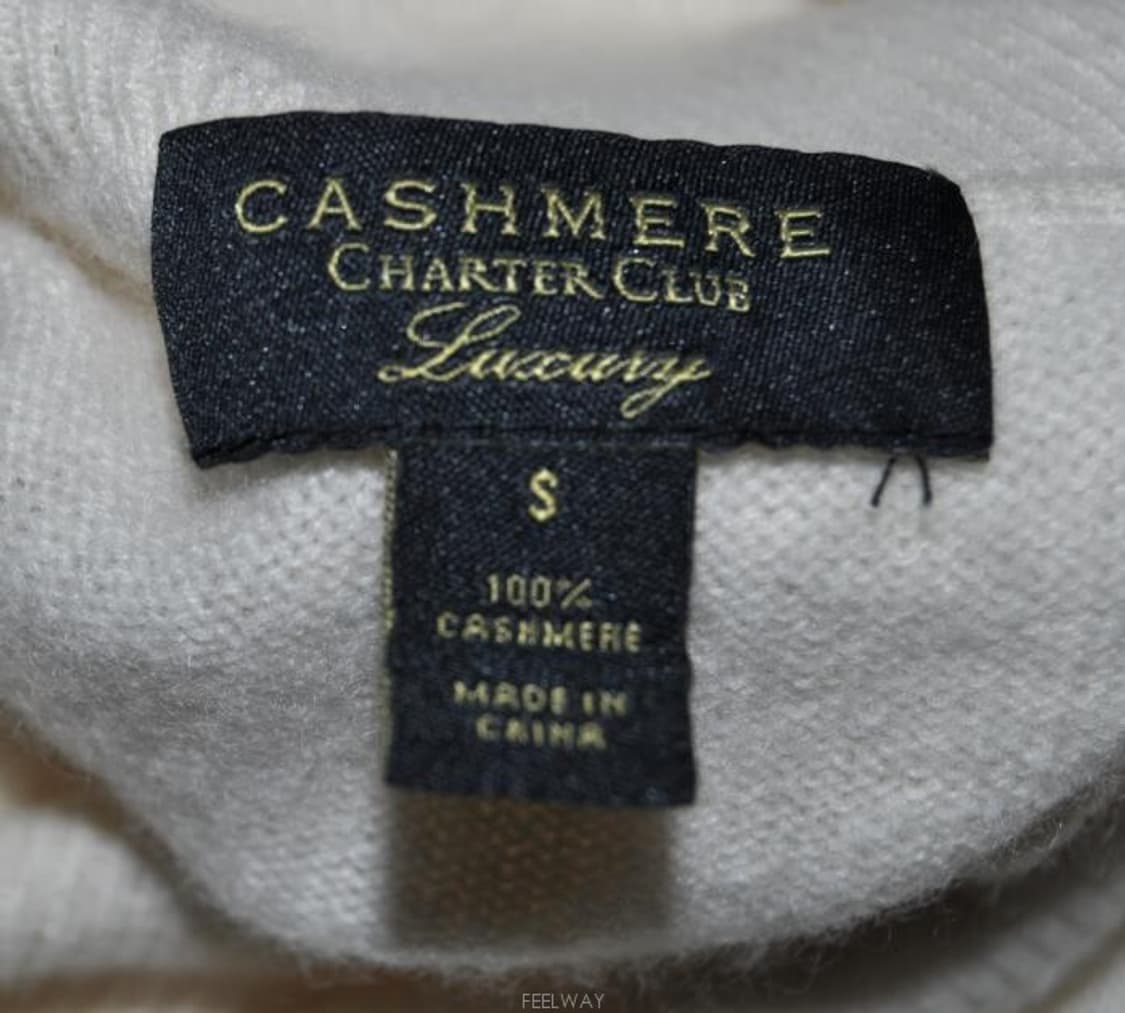 CASHMERE
CHARTER CLUB
Luxury
S
100%
CASHMERE
MADE IN
CHINA
FEELWAY